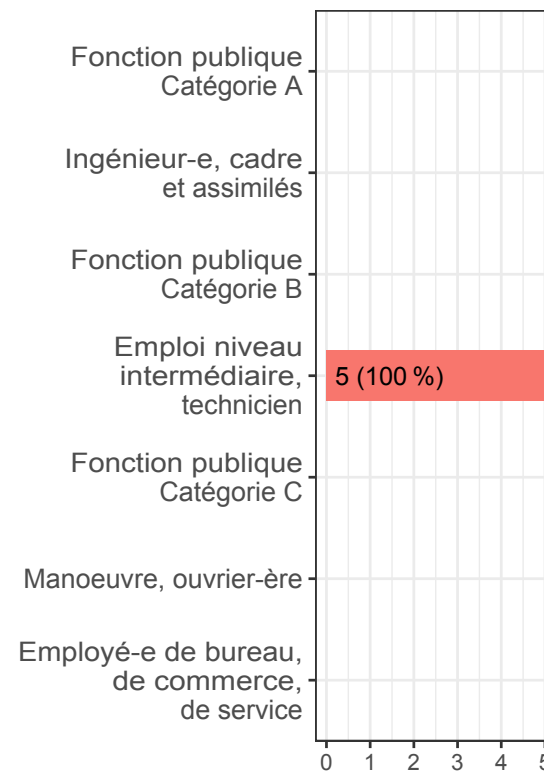 Fonction publique
Catégorie A
Ingénieur-e, cadre
et assimilés
Fonction publique
Catégorie B
Emploi niveau
intermédiaire,
technicien
5 (100 %)
Fonction publique
Catégorie C
Manoeuvre, ouvrier-ère
Employé-e de bureau,
de commerce,
de service
0 1 2 3 4 5